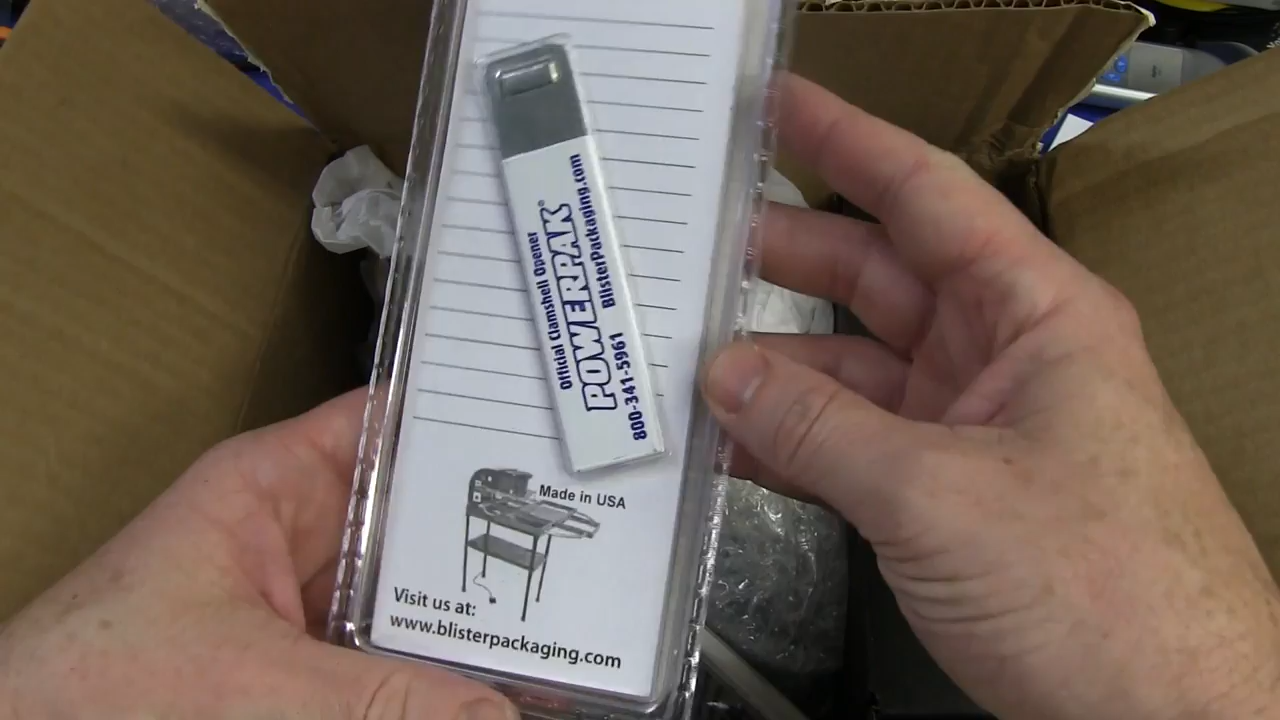 Official Clamshell Opener
POWERPAK®
800-341-5961 BlisterPackaging.com
Made in USA
Visit us at:
www.blisterpackaging.com